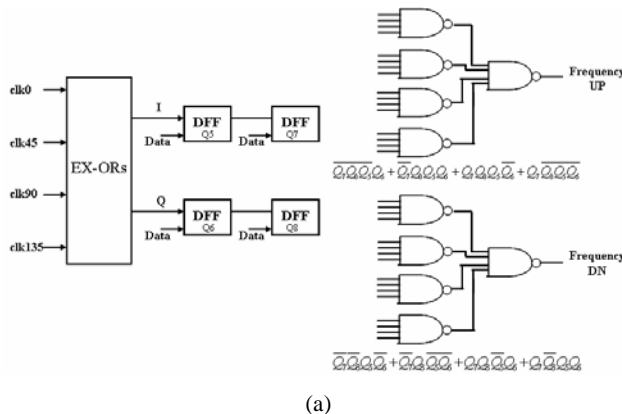 clk0
clk45
clk90
clk135
EX-ORs
I
Data
DFF
Q5
Data
DFF
Q7
Q
Data
DFF
Q6
Data
DFF
Q8
Frequency
UP
Frequency
DN
(a)